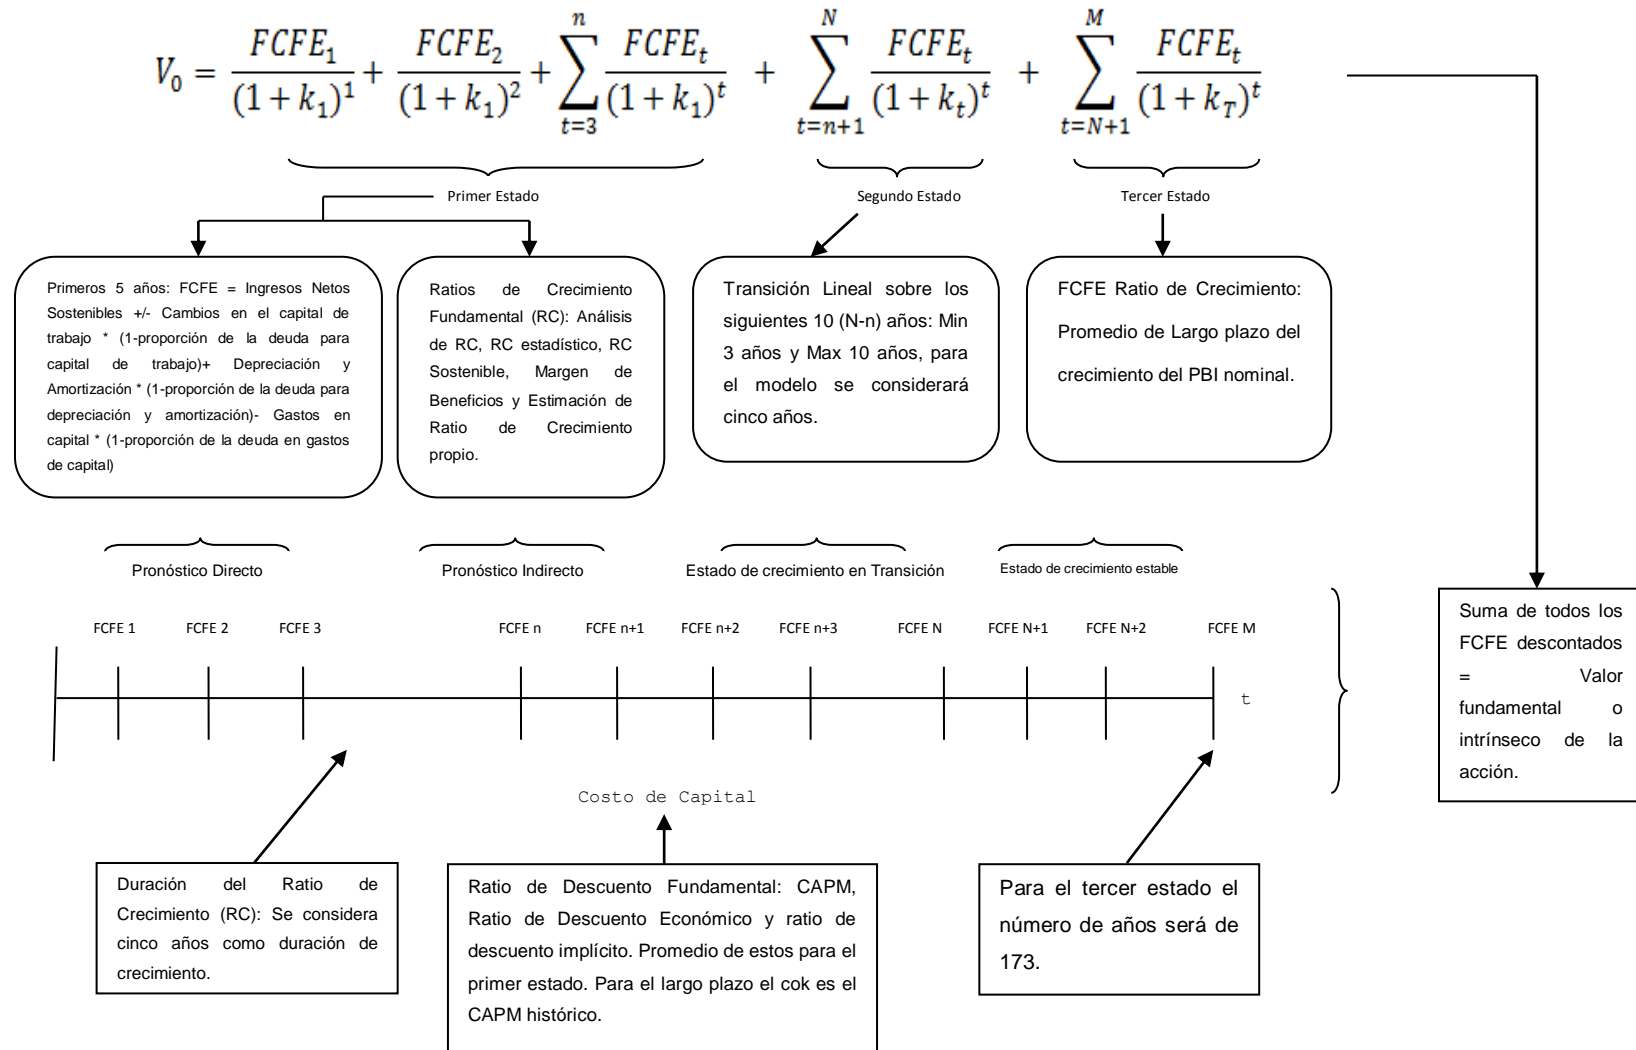 V₀ = FCFE₁/(1 + k₁)¹ + FCFE₂/(1 + k₁)² + ∑ₜ₌₃ⁿ FCFEₜ/(1 + k₁)ᵗ + ∑ₜ₌ₙ₊₁ᴺ FCFEₜ/(1 + kₜ)ᵗ + ∑ₜ₌N₊₁ᴹ FCFEₜ/(1 + k_T)ᵗ
Primer Estado
Segundo Estado
Tercer Estado
Primeros 5 años: FCFE = Ingresos Netos
Sostenibles +/- Cambios en el capital de
trabajo * (1-proporción de la deuda para
capital de trabajo)+ Depreciación y
Amortización * (1-proporción de la deuda para
depreciación y amortización)- Gastos en
capital * (1-proporción de la deuda en gastos
de capital)
Ratios de Crecimiento
Fundamental (RC): Análisis
de RC, RC estadístico, RC
Sostenible, Margen de
Beneficios y Estimación de
Ratio de Crecimiento
propio.
Transición Lineal sobre los
siguientes 10 (N-n) años: Min
3 años y Max 10 años, para
el modelo se considerará
cinco años.
FCFE Ratio de Crecimiento:
Promedio de Largo plazo del
crecimiento del PBI nominal.
Pronóstico Directo
Pronóstico Indirecto
Estado de crecimiento en Transición
Estado de crecimiento estable
FCFE 1
FCFE 2
FCFE 3
FCFE n
FCFE n+1
FCFE n+2
FCFE n+3
FCFE N
FCFE N+1
FCFE N+2
FCFE M
t
Suma de todos los
FCFE descontados
= Valor
fundamental o
intrínseco de la
acción.
Costo de Capital
Duración del Ratio de
Crecimiento (RC): Se considera
cinco años como duración de
crecimiento.
Ratio de Descuento Fundamental: CAPM,
Ratio de Descuento Económico y ratio de
descuento implícito. Promedio de estos para el
primer estado. Para el largo plazo el cok es el
CAPM histórico.
Para el tercer estado el
número de años será de
173.